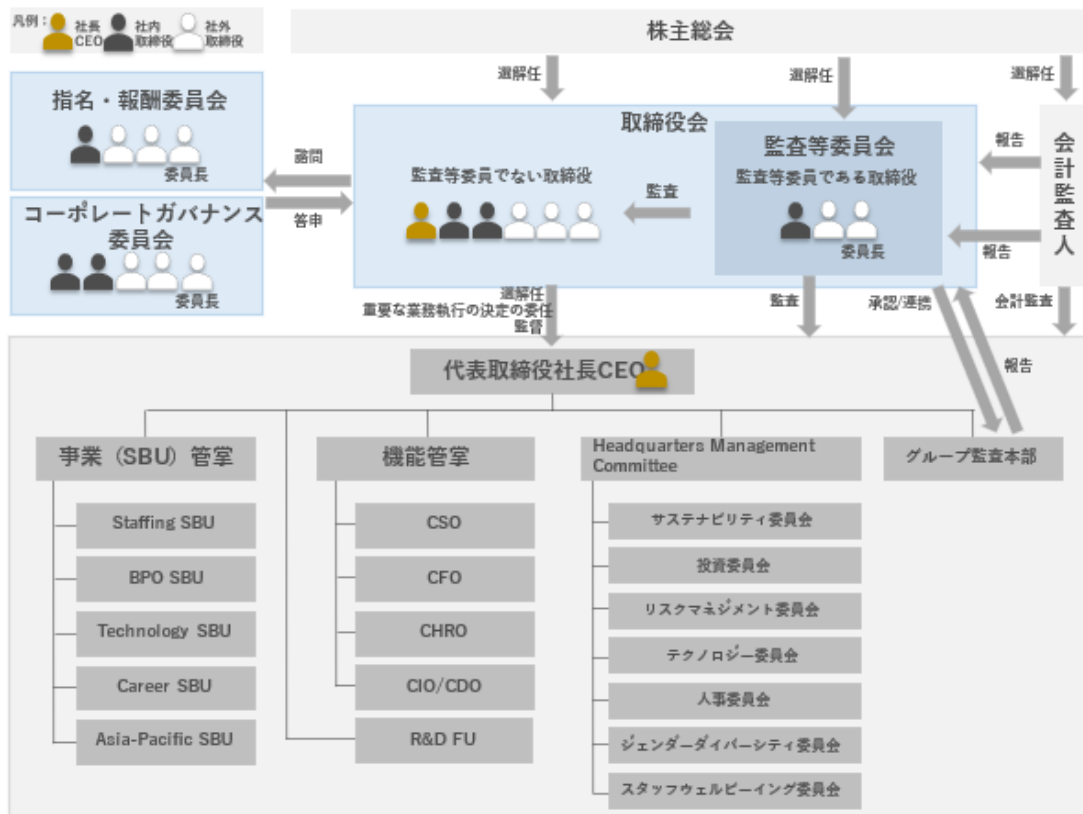 凡例：
社長
CEO
社内
取締役
社外
取締役
株主総会
選解任
選解任
選解任
指名・報酬委員会
委員長
コーポレートガバナンス
委員会
委員長
諮問
答申
取締役会
監査等委員でない取締役
監査
監査等委員会
監査等委員である取締役
委員長
会計監査人
報告
報告
選解任
重要な業務執行の決定の委任
監督
監査
承認/連携
会計監査
報告
代表取締役社長CEO
事業（SBU）管掌
Staffing SBU
BPO SBU
Technology SBU
Career SBU
Asia-Pacific SBU
機能管掌
CSO
CFO
CHRO
CIO/CDO
R&D FU
Headquarters Management
Committee
サステナビリティ委員会
投資委員会
リスクマネジメント委員会
テクノロジー委員会
人事委員会
ジェンダーダイバーシティ委員会
スタッフウェルビーイング委員会
グループ監査本部